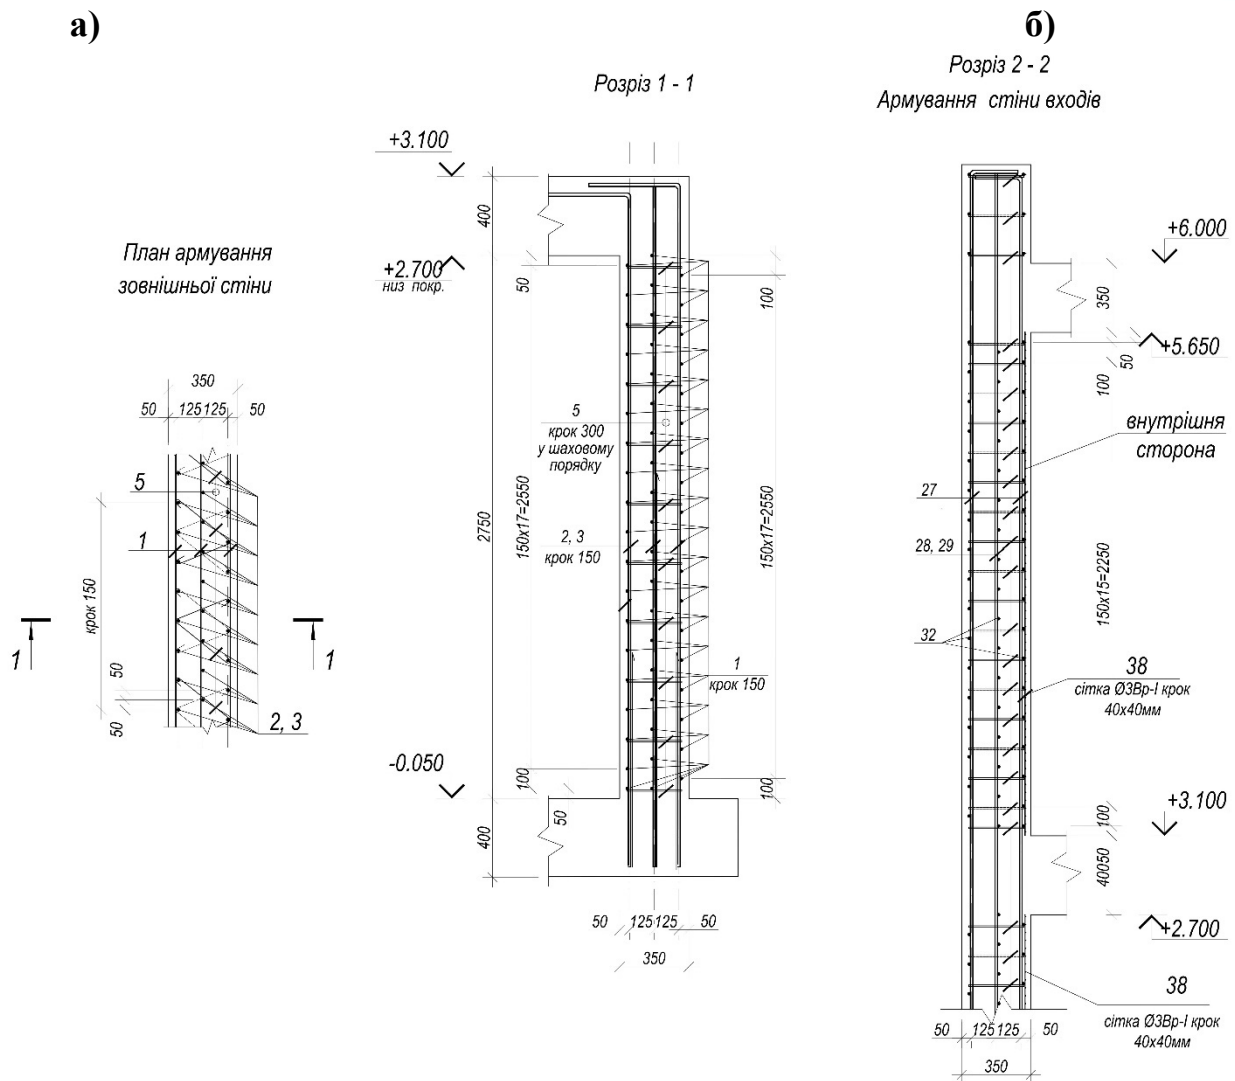 а)
б)
План армування
зовнішньої стіни
350
50
125
125
50
5
1
крок 150
1
1
50
50
2, 3
Розріз 1 - 1
+3.100
400
+2.700
низ покр.
50
100
5
крок 300
у шаховому
порядку
2750
150х17=2550
150х17=2550
2, 3
крок 150
1
крок 150
-0.050
100
100
50
400
50
125
125
50
350
Розріз 2 - 2
Армування стіни входів
+6.000
350
+5.650
50
100
внутрішня
сторона
27
28, 29
150х15=2250
32
38
сітка Ø3Вр-I крок
40х40мм
+3.100
100
40050
+2.700
38
сітка Ø3Вр-I крок
40х40мм
50
125
125
50
350